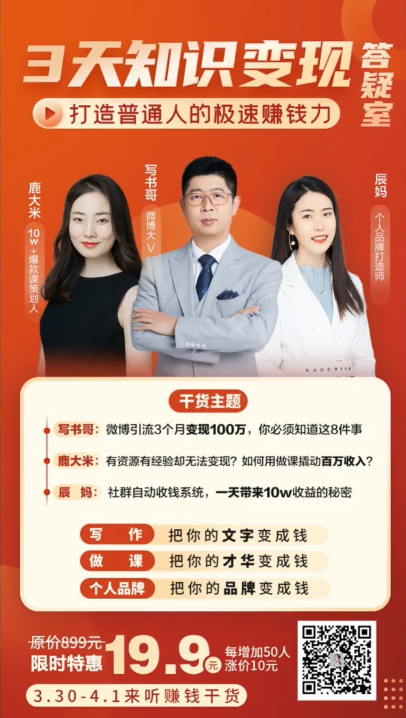 3天知识变现
答疑室
打造普通人的极速赚钱力
鹿大米
10w+爆款课策划人
写书哥
微博大V
辰妈
个人品牌打造师
干货主题
写书哥：微博引流3个月变现100万，你必须知道这8件事
鹿大米：有资源有经验却无法变现？如何用做课撬动百万收入？
辰 妈：社群自动收钱系统，一天带来10w收益的秘密
写 作 把你的文字变成钱
做 课 把你的才华变成钱
个人品牌 把你的品牌变成钱
原价899元
限时特惠 19.9元
每增加50人
涨价10元
3.30-4.1来听赚钱干货